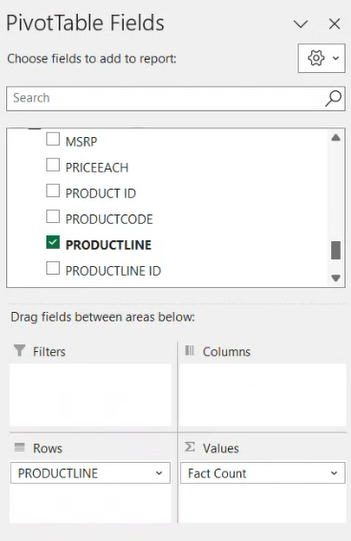 PivotTable Fields
Choose fields to add to report:
Search
MSRP
PRICEEACH
PRODUCT ID
PRODUCTCODE
PRODUCTLINE
PRODUCTLINE ID
Drag fields between areas below:
Filters
Columns
Rows
Σ Values
PRODUCTLINE
Fact Count